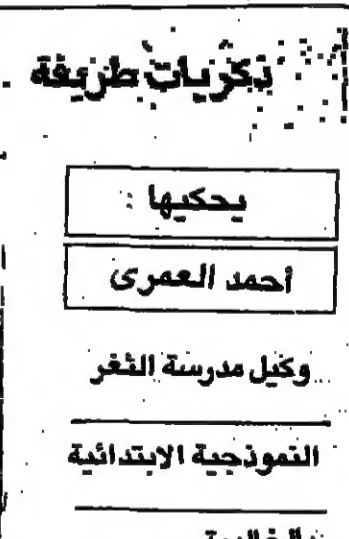 ذكريات طريفة
يحكيها :
أحمد العمرى
وكيل مدرسة الثغر
النموذجية الابتدائية